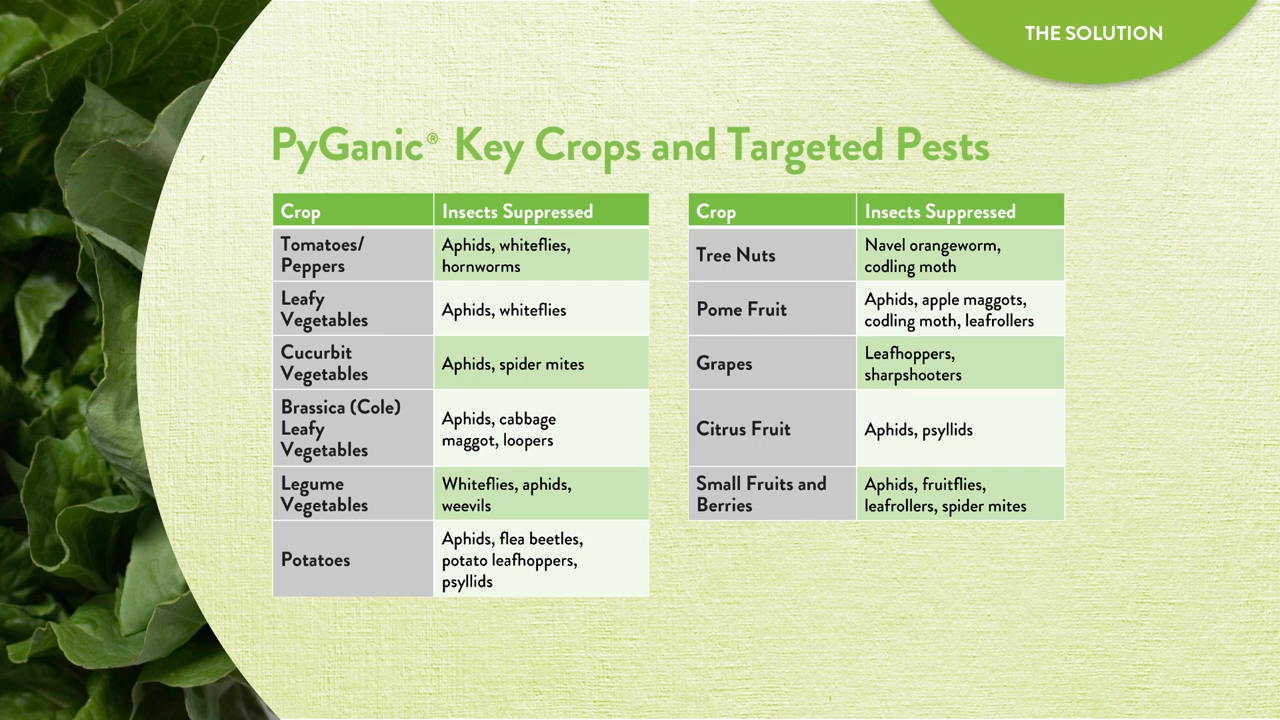 THE SOLUTION
PyGanic® Key Crops and Targeted Pests
Crop
Insects Suppressed
Tomatoes/
Peppers
Aphids, whiteflies,
hornworms
Leafy
Vegetables
Aphids, whiteflies
Cucurbit
Vegetables
Aphids, spider mites
Brassica (Cole)
Leafy
Vegetables
Aphids, cabbage
maggot, loopers
Legume
Vegetables
Whiteflies, aphids,
weevils
Potatoes
Aphids, flea beetles,
potato leafhoppers,
psyllids
Crop
Insects Suppressed
Tree Nuts
Navel orangeworm,
codling moth
Pome Fruit
Aphids, apple maggots,
codling moth, leafrollers
Grapes
Leafhoppers,
sharpshooters
Citrus Fruit
Aphids, psyllids
Small Fruits and
Berries
Aphids, fruitflies,
leafrollers, spider mites